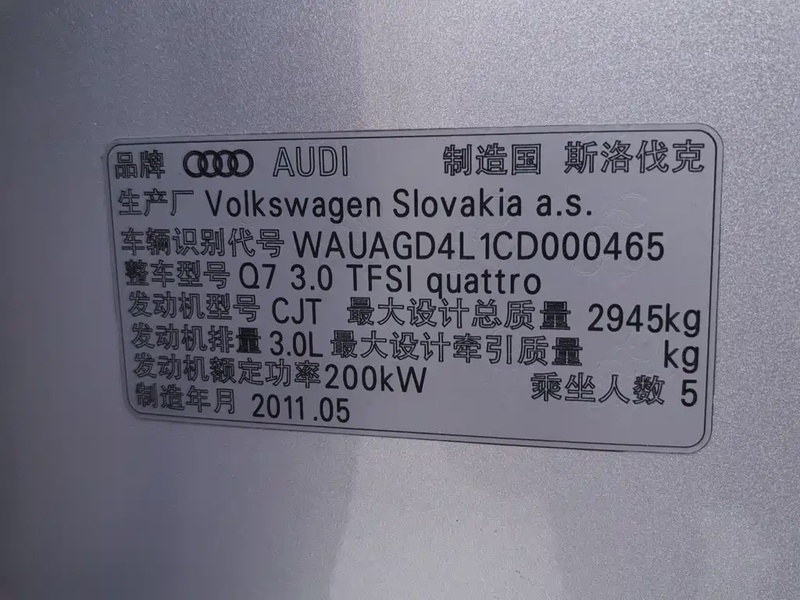 品牌 AUDI 制造国 斯洛伐克
生产厂 Volkswagen Slovakia a.s.
车辆识别代号 WAUAGD4L1CD000465
整车型号 Q7 3.0 TFSI quattro
发动机型号 CJT 最大设计总质量 2945kg
发动机排量 3.0L 最大设计牵引质量 kg
发动机额定功率200kW 乘坐人数 5
制造年月 2011.05